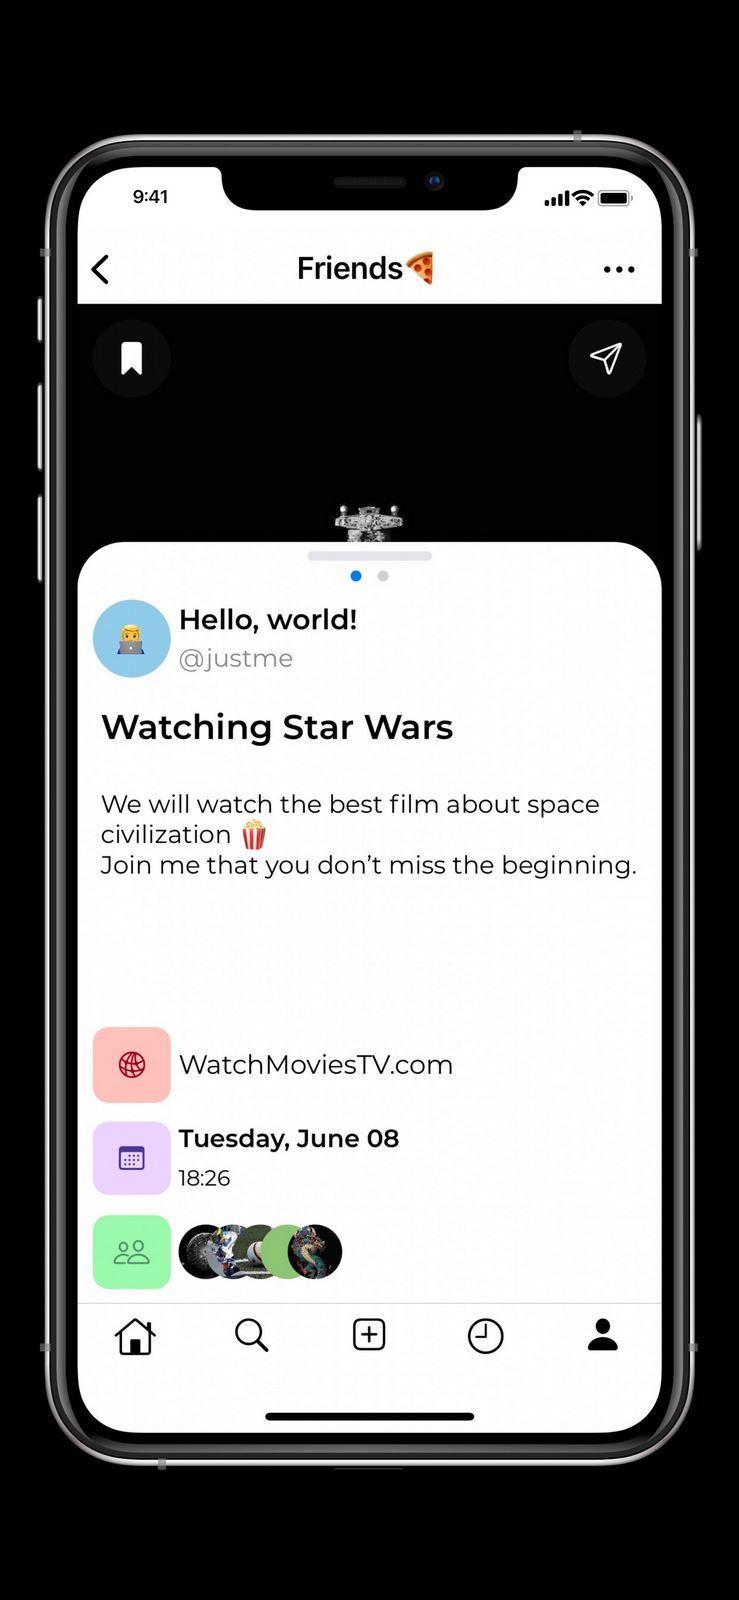 9:41
Friends🍕
Hello, world!
@justme
Watching Star Wars
We will watch the best film about space
civilization 🍿
Join me that you don’t miss the beginning.
WatchMoviesTV.com
Tuesday, June 08
18:26